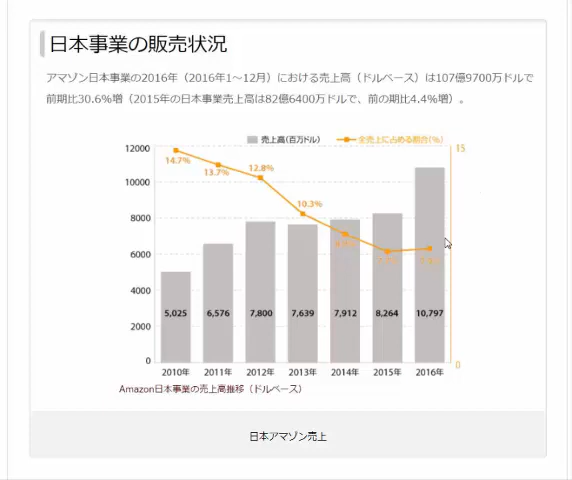 日本事業の販売状況
アマゾン日本事業の2016年（2016年1～12月）における売上高（ドルベース）は107億9700万ドルで
前期比30.6%増（2015年の日本事業売上高は82億6400万ドルで、前の期比4.4%増）。
売上高(百万ドル) 全売上に占める割合(%)
12000 15
14.7%
13.7%
12.8%
10000
10.3%
8000
6000
4000
5,025 6,576 7,800 7,639 7,912 8,264 10,797
2000
0 0
2010年 2011年 2012年 2013年 2014年 2015年 2016年
Amazon日本事業の売上高推移（ドルベース）
日本アマゾン売上